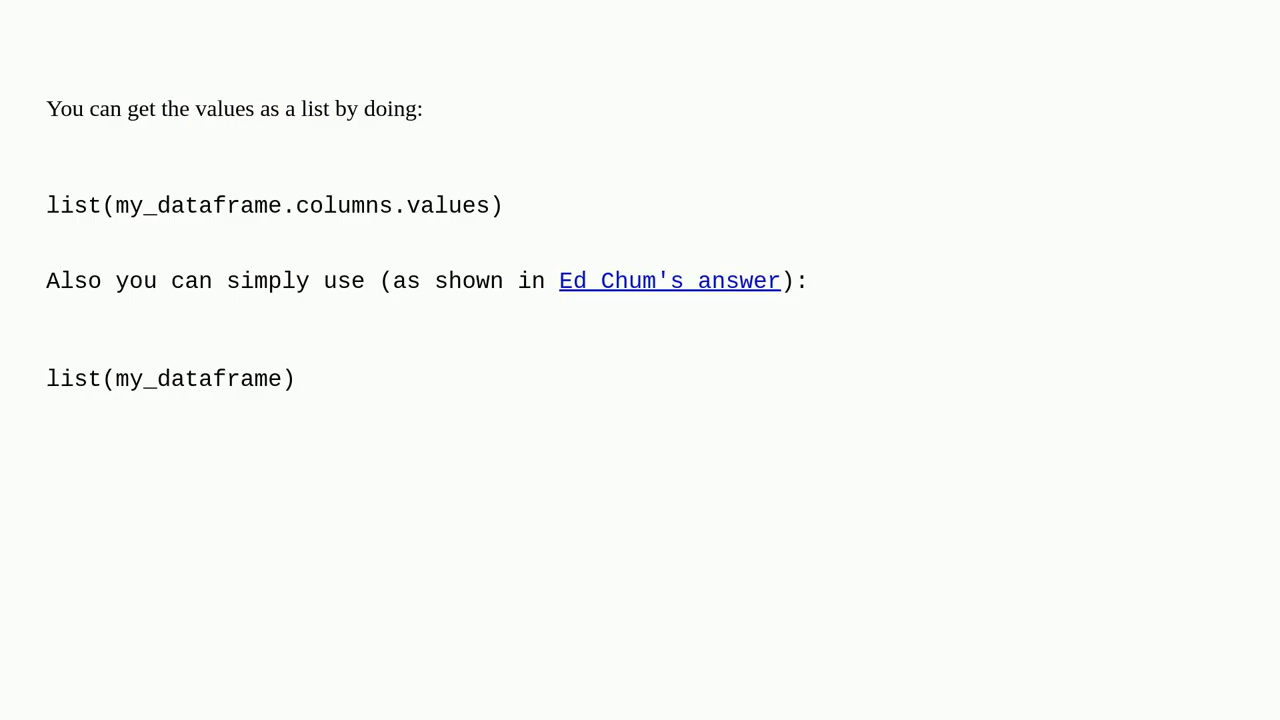 You can get the values as a list by doing:
list(my_dataframe.columns.values)
Also you can simply use (as shown in Ed Chum's answer):
list(my_dataframe)